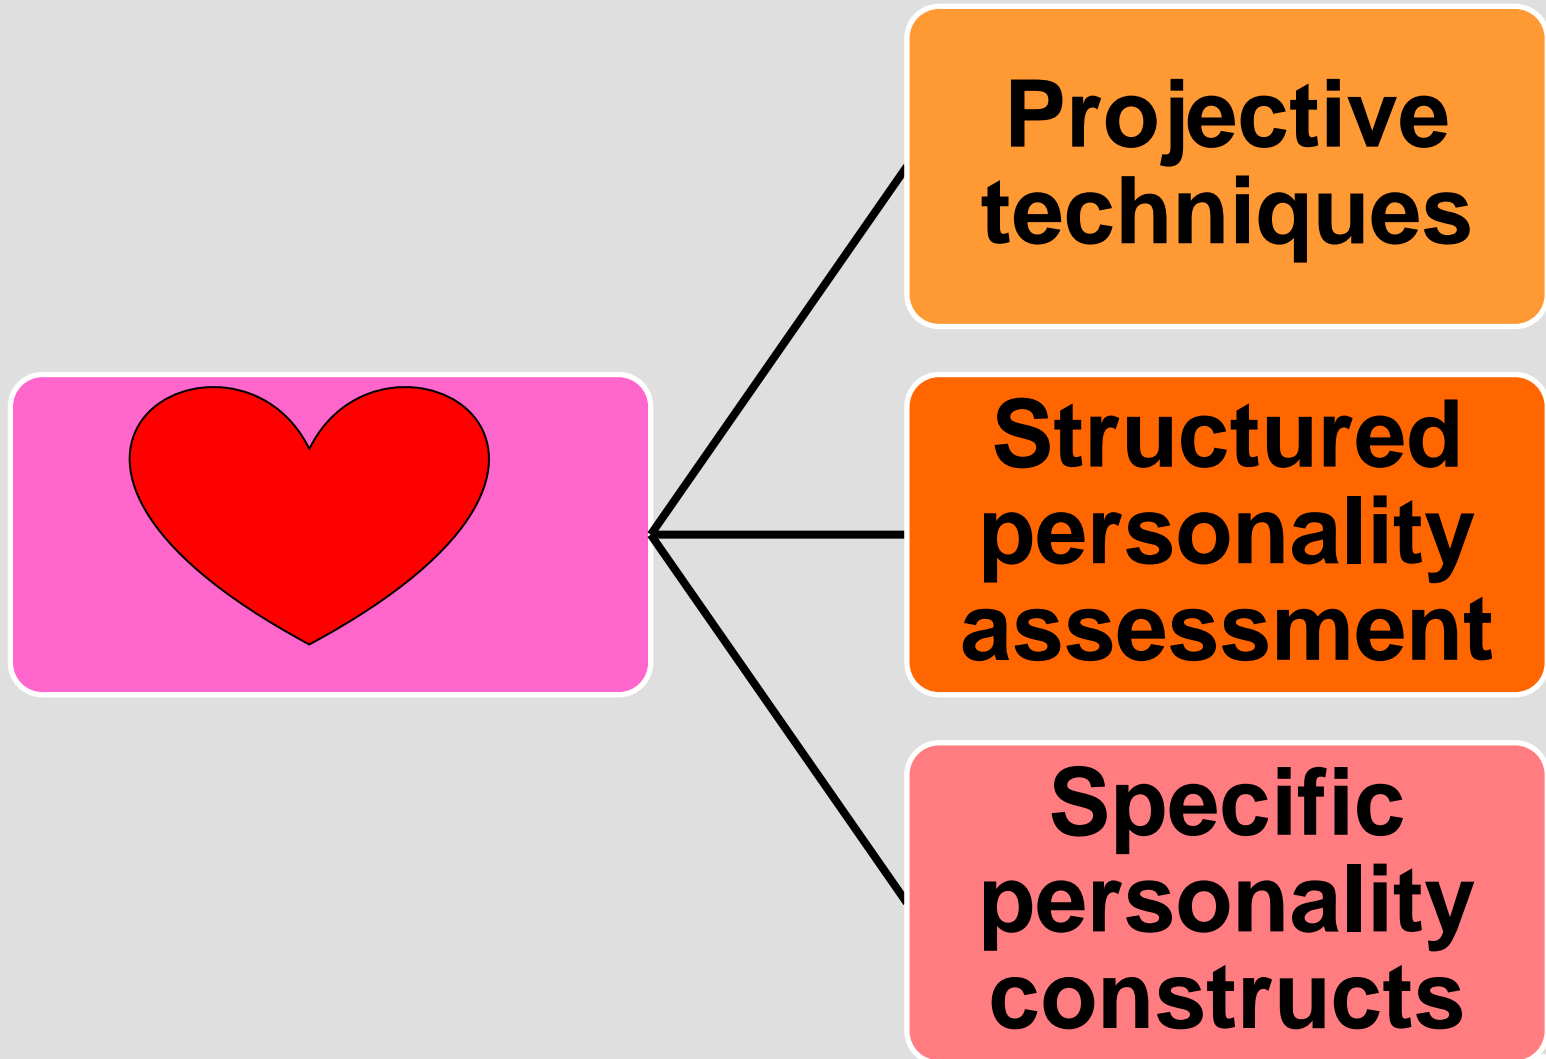 Projective
techniques
Structured
personality
assessment
Specific
personality
constructs